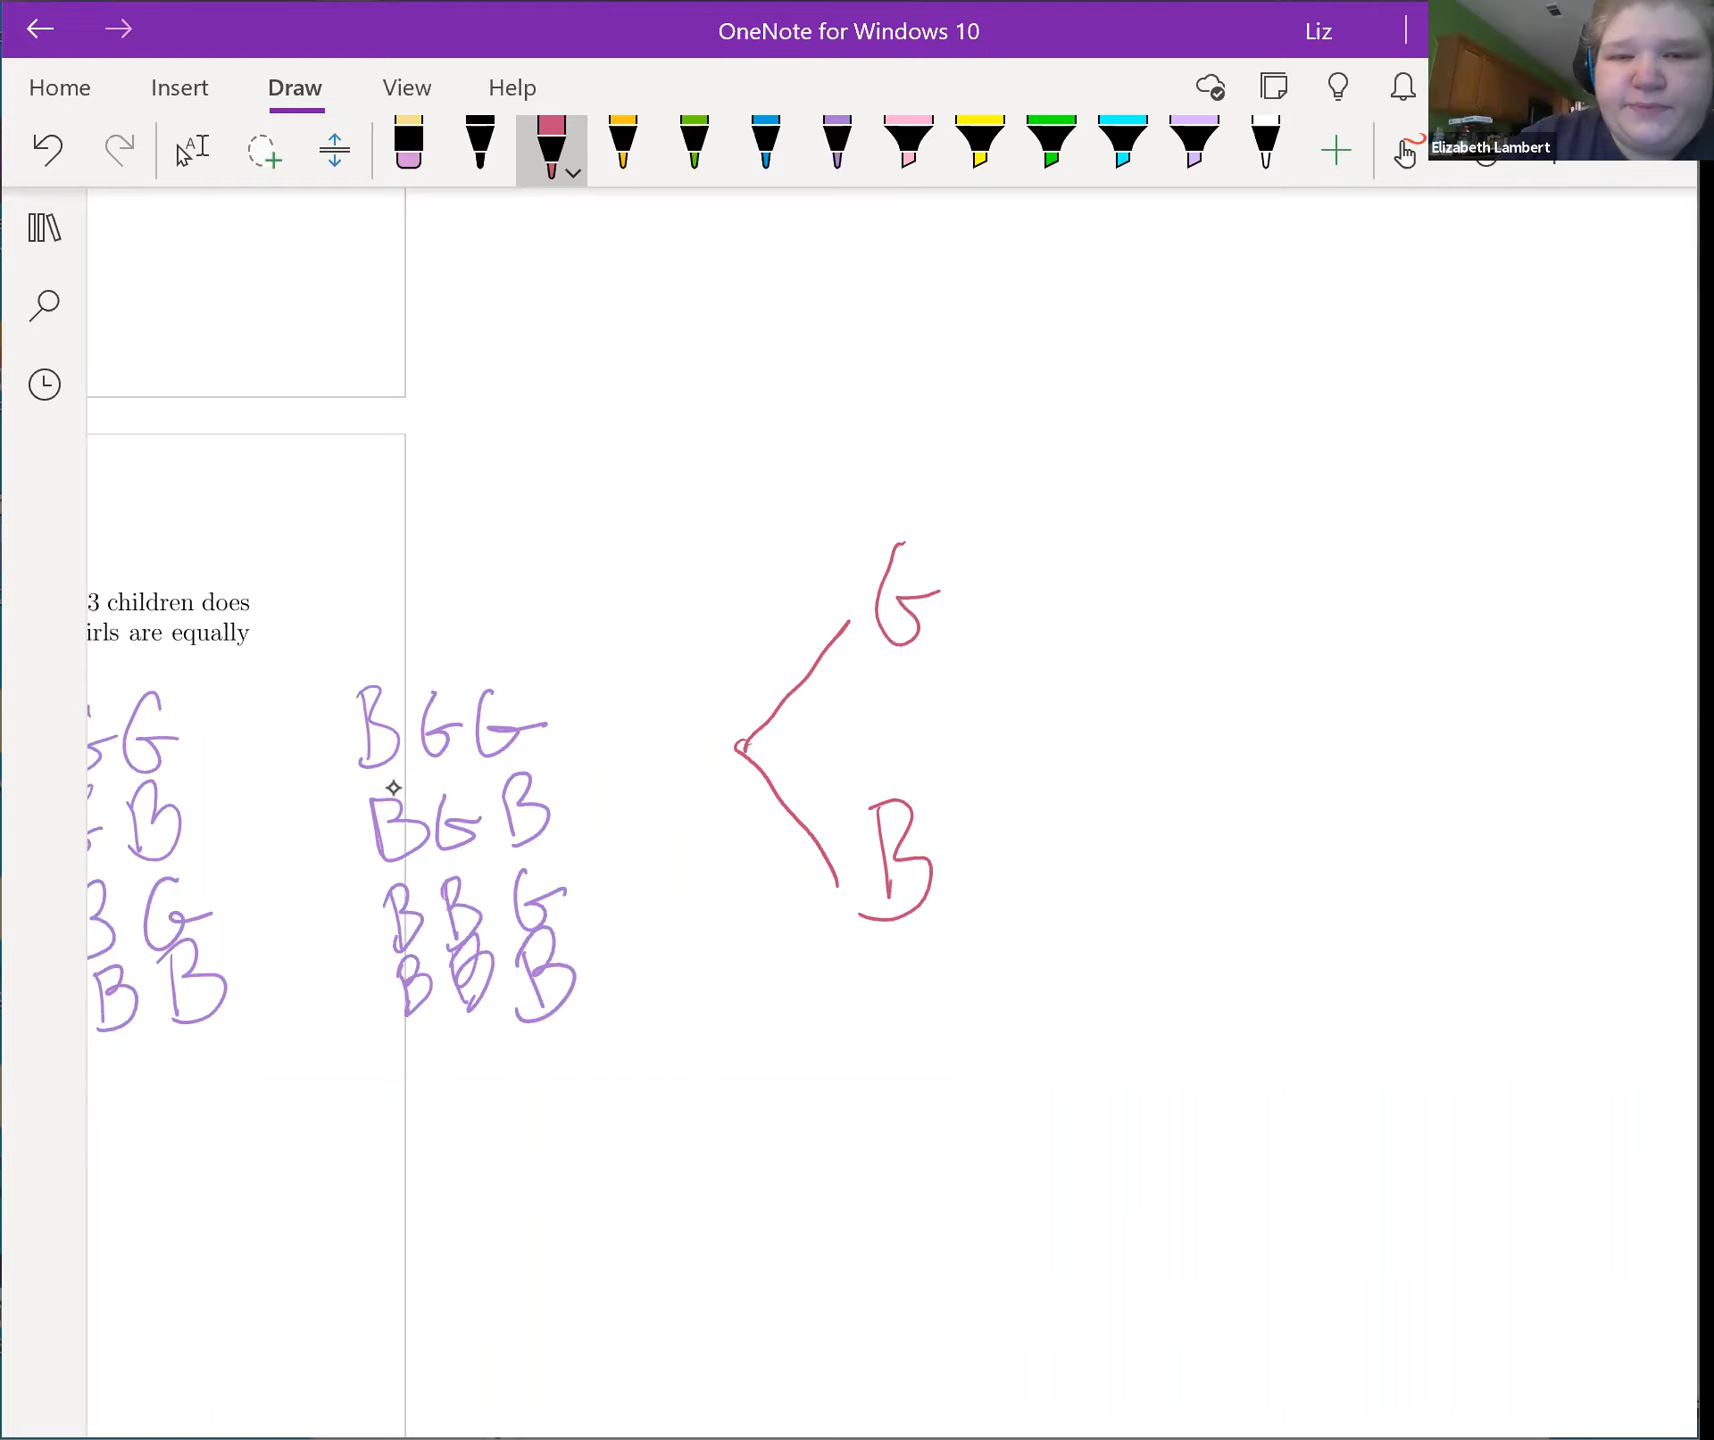 OneNote for Windows 10
Liz
Home Insert Draw View Help
Elizabeth Lambert
3 children does
irls are equally
G G B G G
G B B G B
B G B B G
B B B B B
G
B